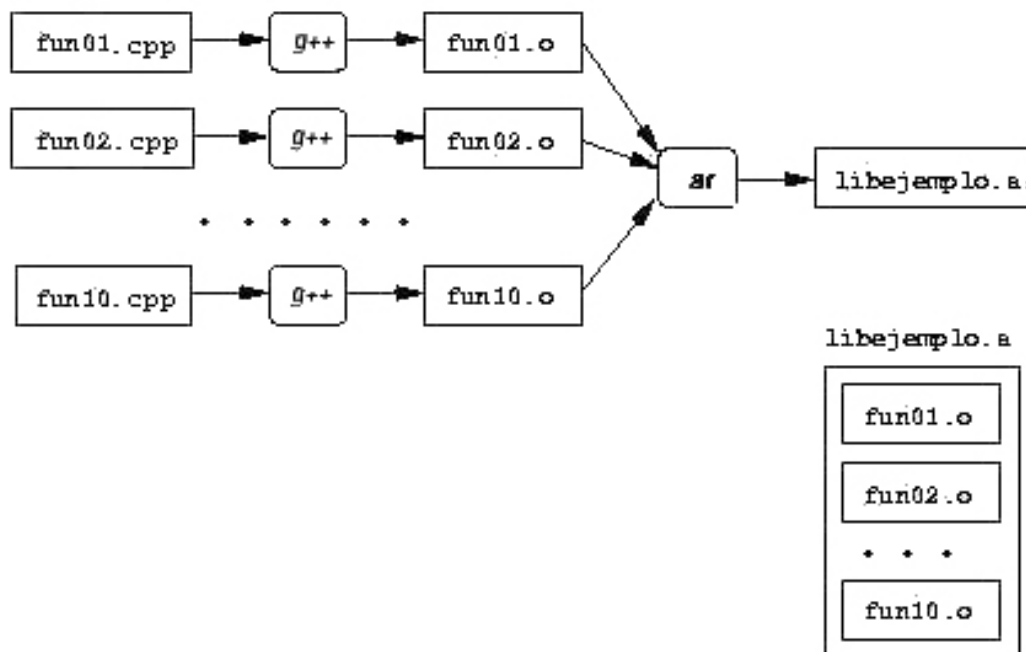 fun01.cpp g++ fun01.o
fun02.cpp g++ fun02.o
ar libejemplo.a
. . . . . .
fun10.cpp g++ fun10.o
libejemplo.a
fun01.o
fun02.o
. . .
fun10.o